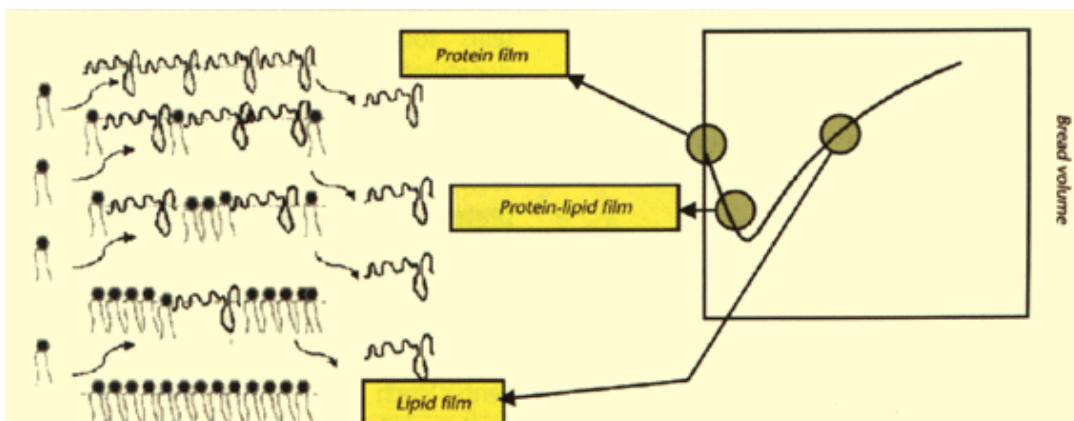 Protein film
Protein-lipid film
Lipid film
Bread volume